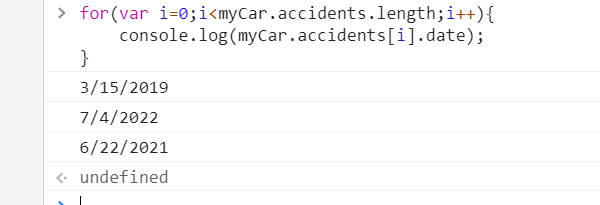 for(var i=0;i<myCar.accidents.length;i++){
    console.log(myCar.accidents[i].date);
}
3/15/2019
7/4/2022
6/22/2021
undefined